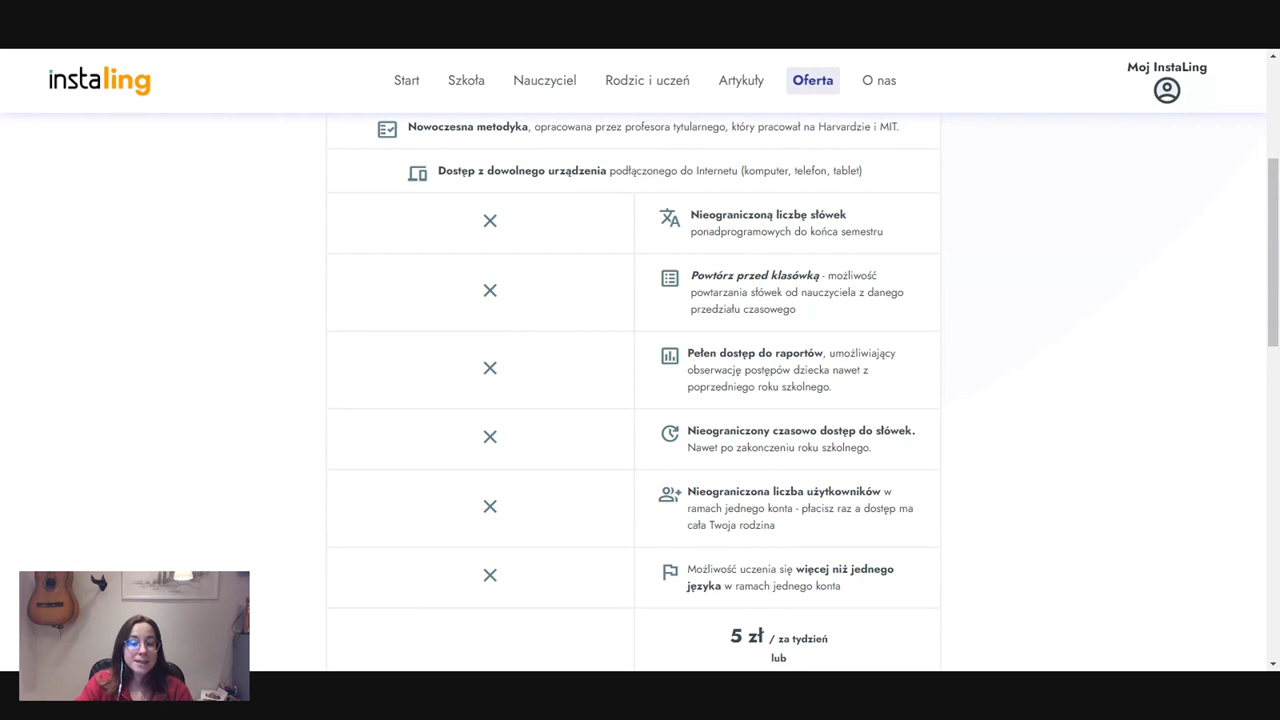 instaling
Start
Szkoła
Nauczyciel
Rodzic i uczeń
Artykuły
Oferta
O nas
Moj InstaLing
Nowoczesna metodyka, opracowana przez profesora tytularnego, który pracował na Harvardzie i MIT.
Dostęp z dowolnego urządzenia podłączonego do Internetu (komputer, telefon, tablet)
Nieograniczoną liczbę słówek
ponadprogramowych do końca semestru
Powtórz przed klasówką - możliwość
powtarzania słówek od nauczyciela z danego
przedziału czasowego
Pełen dostęp do raportów, umożliwiający
obserwację postępów dziecka nawet z
poprzedniego roku szkolnego.
Nieograniczony czasowo dostęp do słówek.
Nawet po zakonczeniu roku szkolnego.
Nieograniczona liczba użytkowników w
ramach jednego konta - płacisz raz a dostęp ma
cała Twoja rodzina
Możliwość uczenia się więcej niż jednego
języka w ramach jednego konta
5 zł / za tydzień
lub